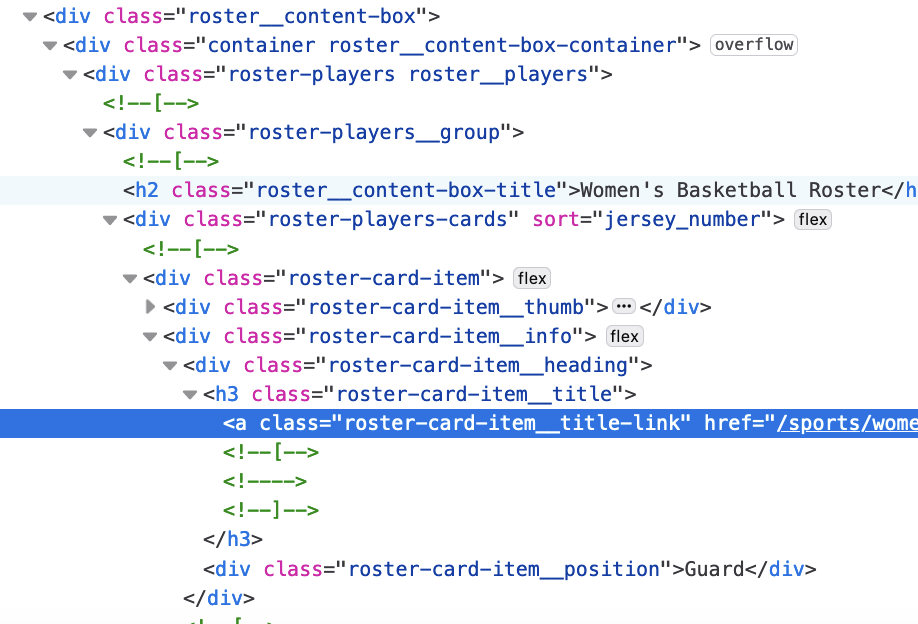 <div class="roster__content-box">
<div class="container roster__content-box-container"> overflow
<div class="roster-players roster__players">
<!--[-->
<div class="roster-players__group">
<!--[-->
<h2 class="roster__content-box-title">Women's Basketball Roster</h
<div class="roster-players-cards" sort="jersey_number"> flex
<!--[-->
<div class="roster-card-item"> flex
<div class="roster-card-item__thumb"> ••• </div>
<div class="roster-card-item__info"> flex
<div class="roster-card-item__heading">
<h3 class="roster-card-item__title">
<a class="roster-card-item__title-link" href="/sports/wome
<!--[-->
<!---->
<!--]-->
</h3>
<div class="roster-card-item__position">Guard</div>
</div>